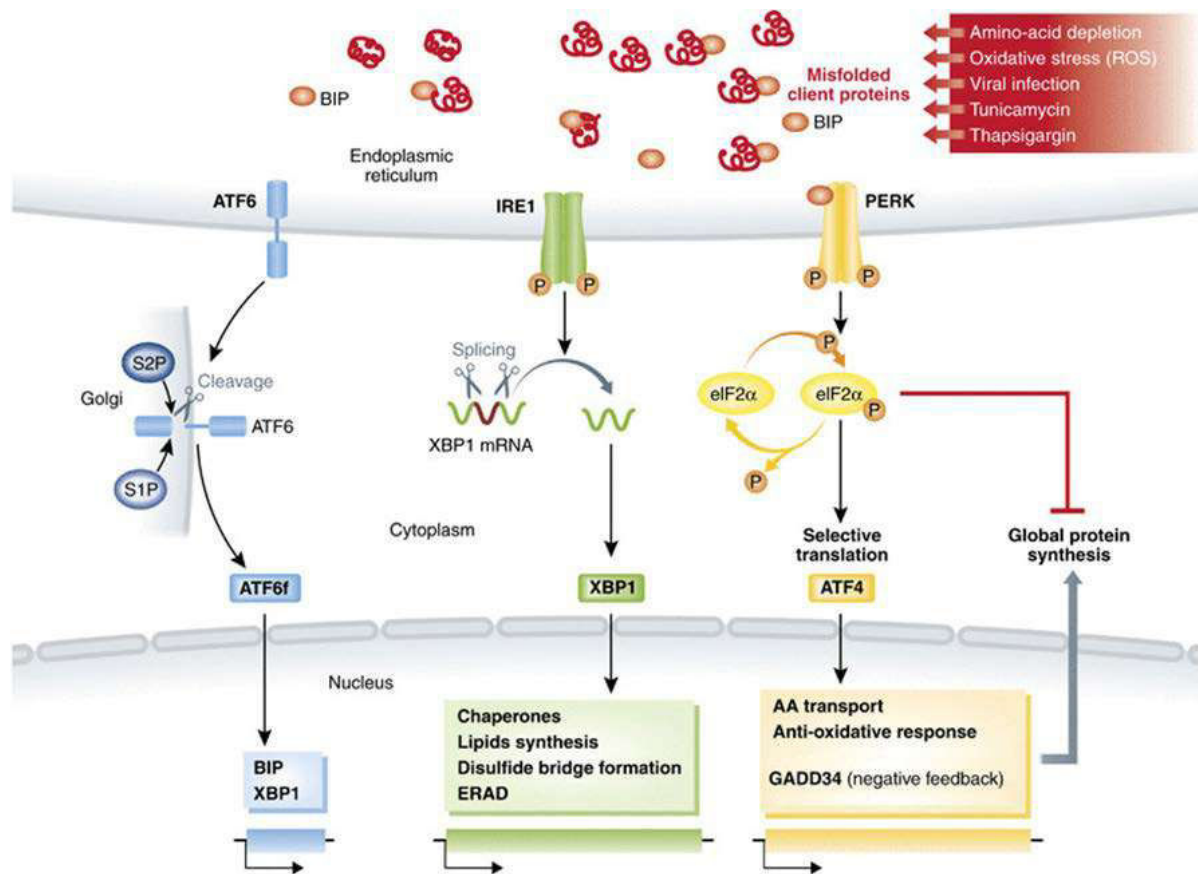 Amino-acid depletion
Oxidative stress (ROS)
Viral infection
Tunicamycin
Thapsigargin
Misfolded
client proteins
BIP
BIP
Endoplasmic
reticulum
ATF6
IRE1
PERK
P
P
P
P
S2P
Cleavage
Golgi
ATF6
S1P
Splicing
XBP1 mRNA
P
eIF2α
eIF2α
P
P
Cytoplasm
Selective
translation
Global protein
synthesis
ATF6f
XBP1
ATF4
Nucleus
BIP
XBP1
Chaperones
Lipids synthesis
Disulfide bridge formation
ERAD
AA transport
Anti-oxidative response
GADD34 (negative feedback)